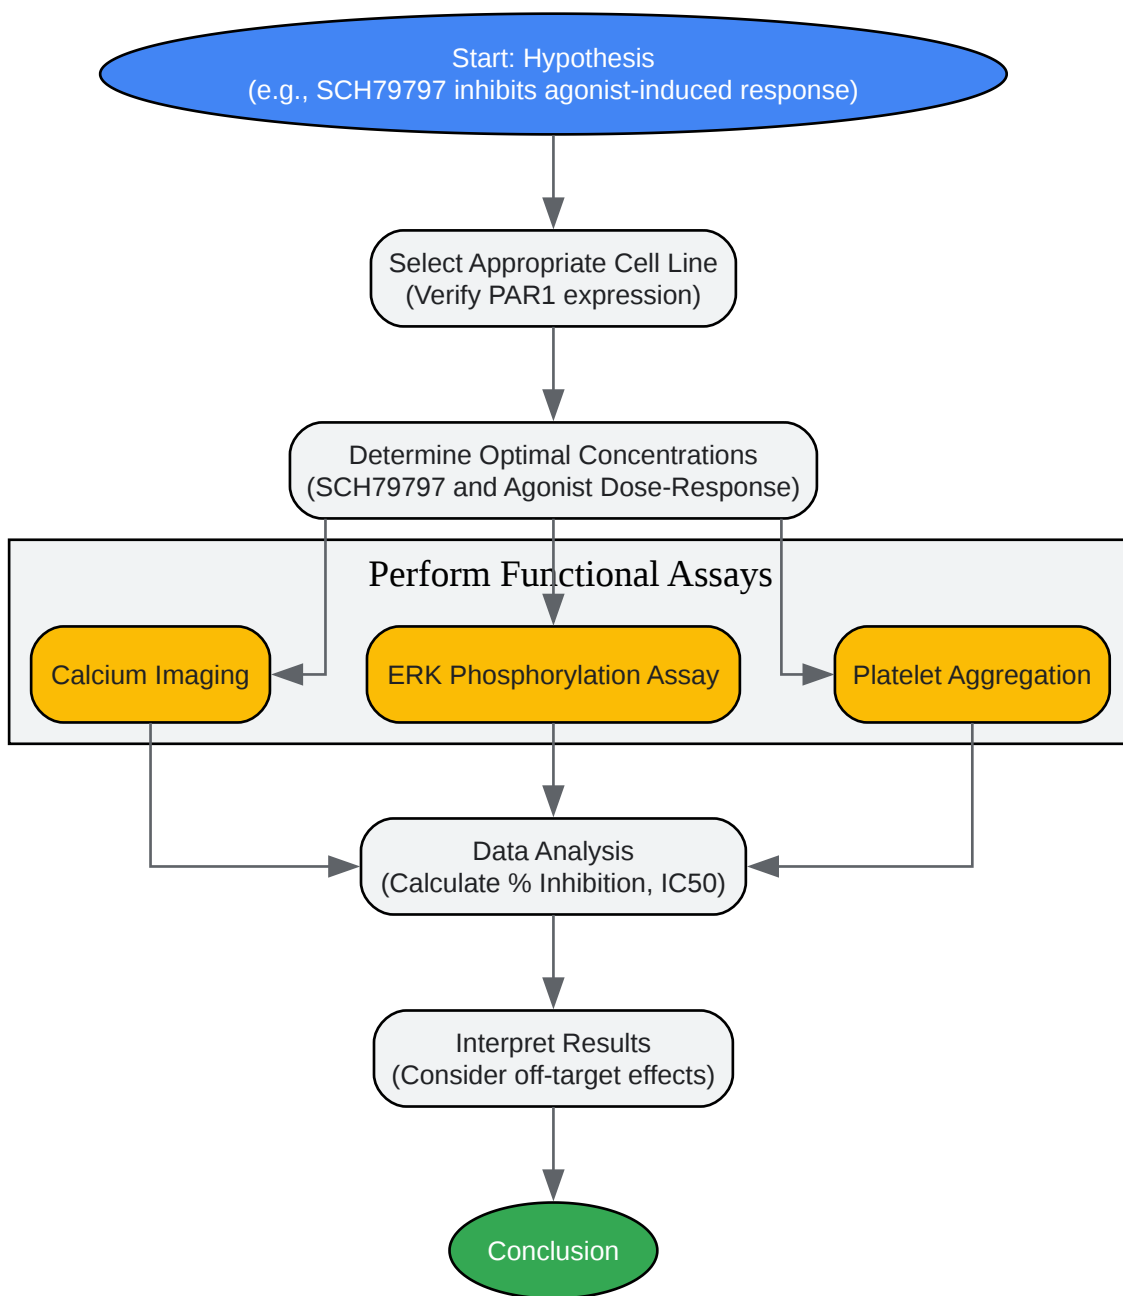 Start: Hypothesis
(e.g., SCH79797 inhibits agonist-induced response)
Select Appropriate Cell Line
(Verify PAR1 expression)
Determine Optimal Concentrations
(SCH79797 and Agonist Dose-Response)
Perform Functional Assays
Calcium Imaging
ERK Phosphorylation Assay
Platelet Aggregation
Data Analysis
(Calculate % Inhibition, IC50)
Interpret Results
(Consider off-target effects)
Conclusion